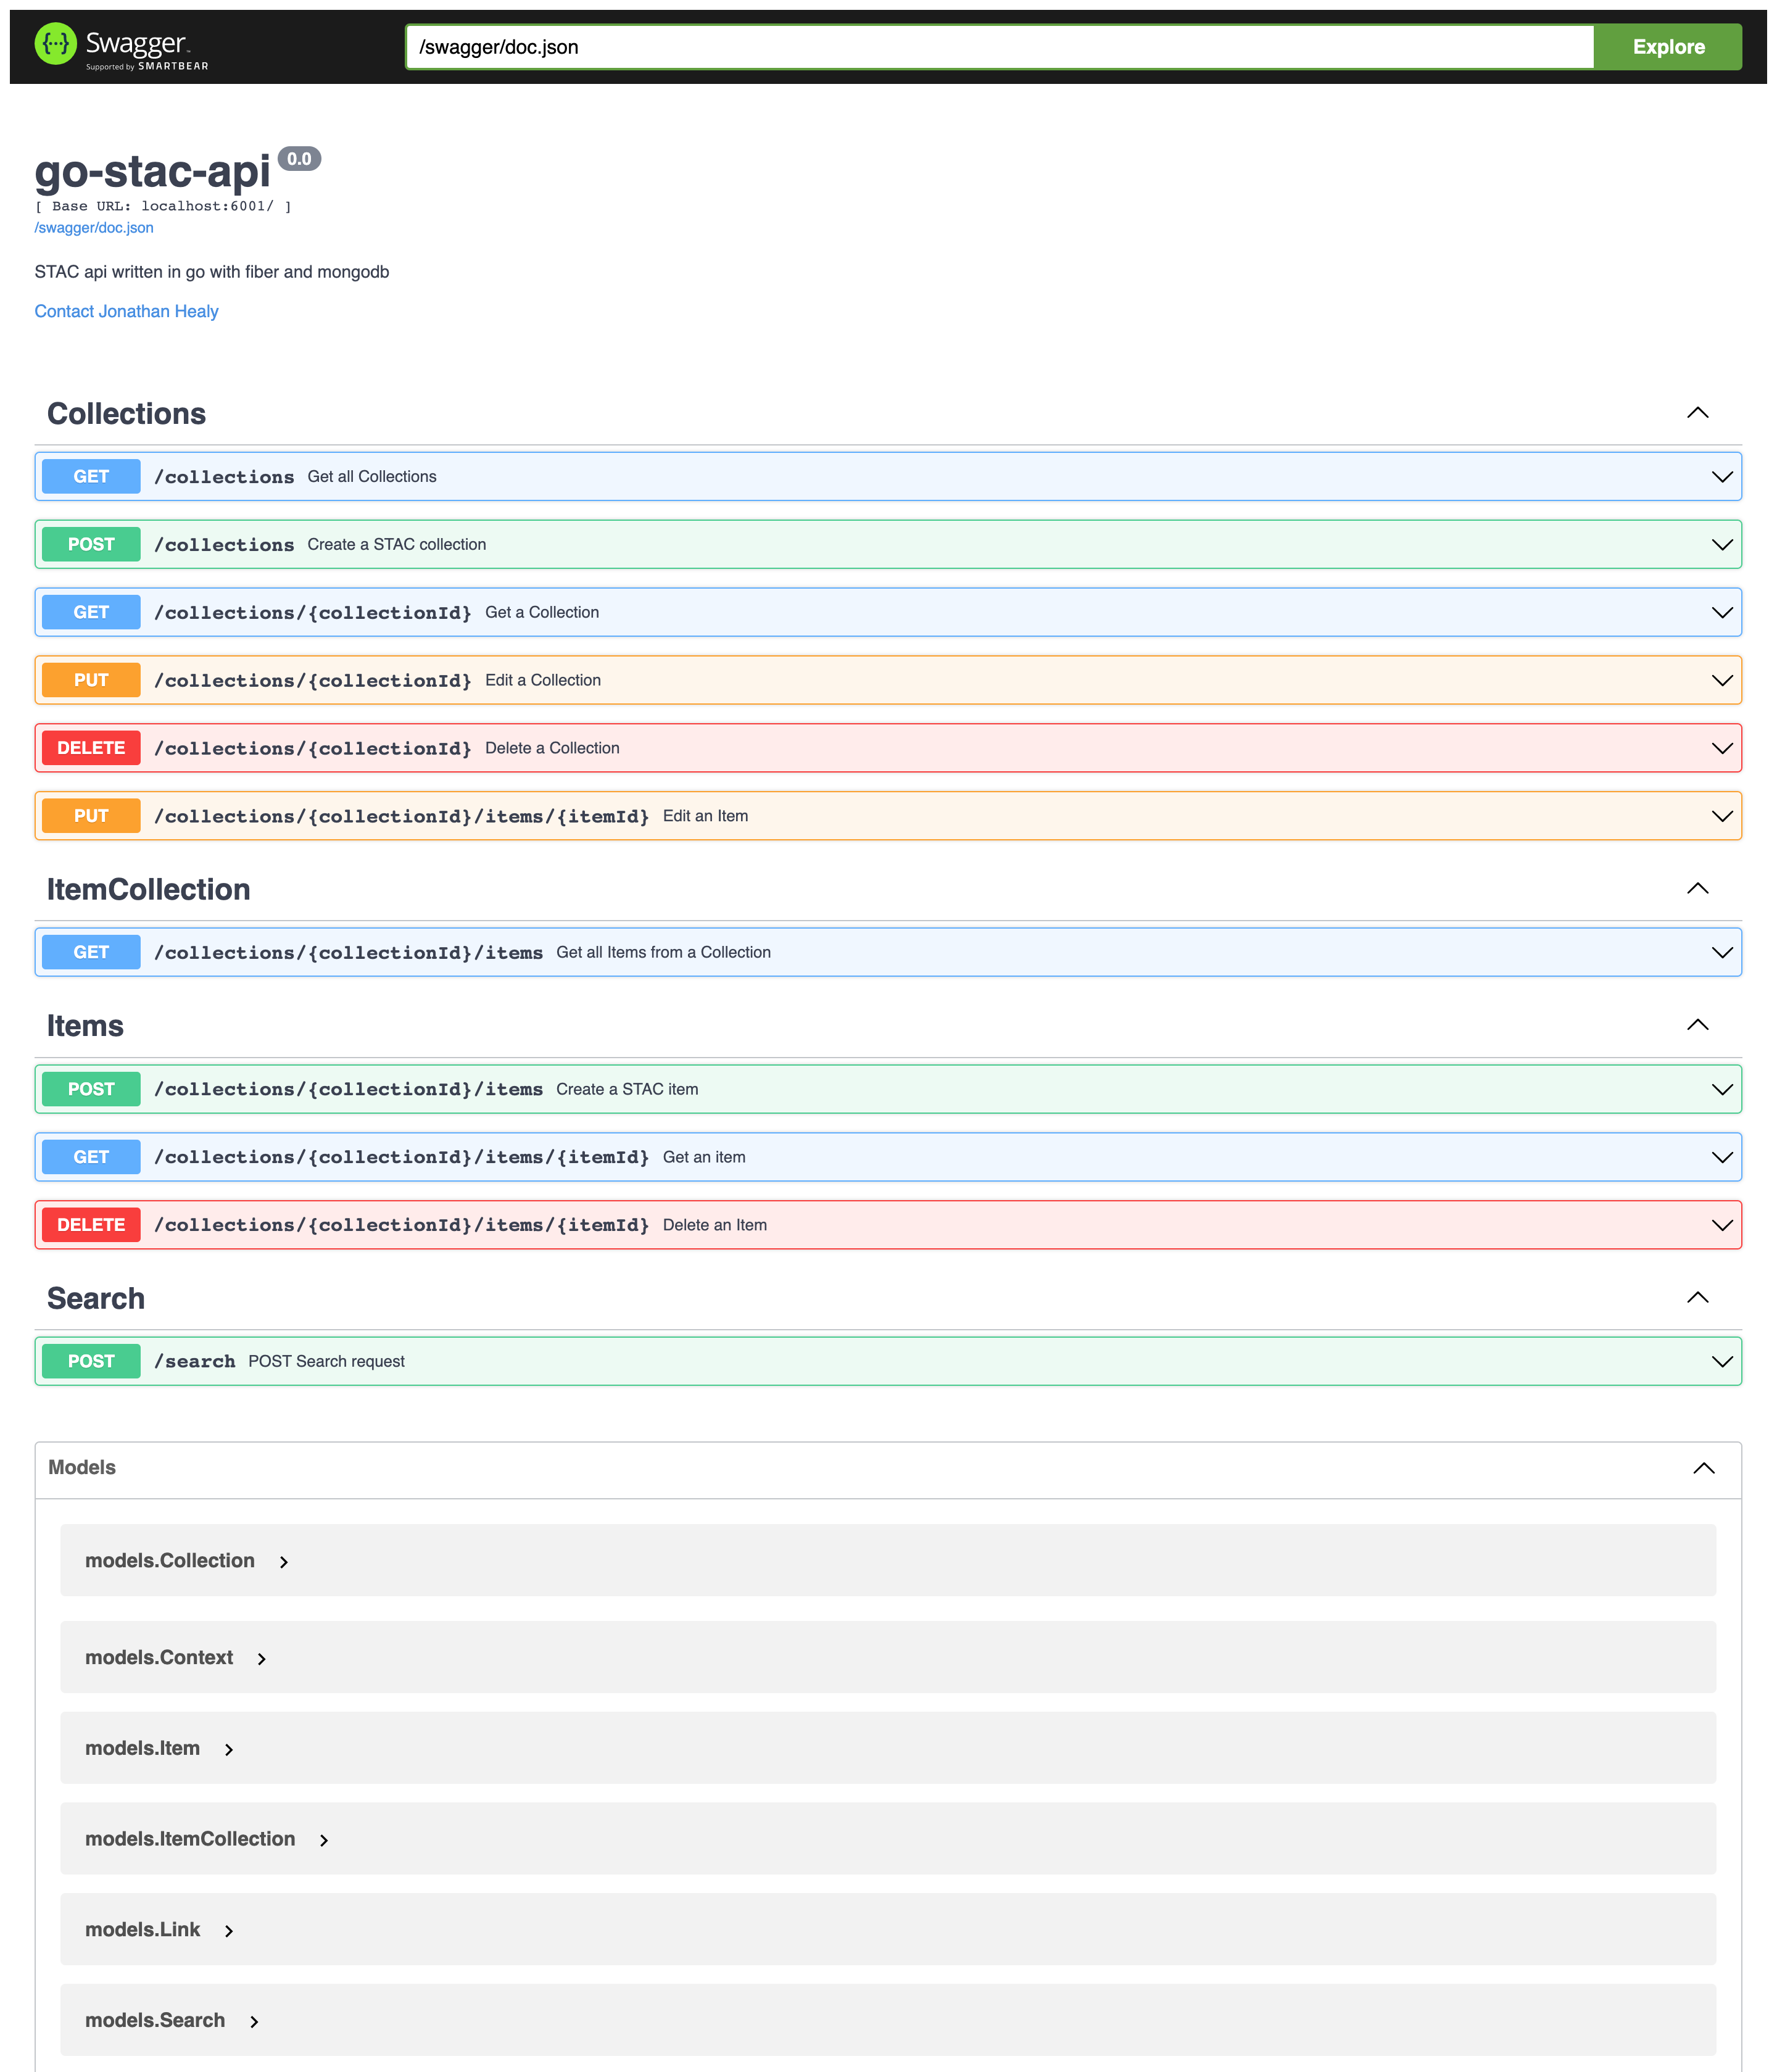 Swagger™
Supported by SMARTBEAR
/swagger/doc.json
Explore
go-stac-api 0.0
[ Base URL: localhost:6001/ ]
/swagger/doc.json
STAC api written in go with fiber and mongodb
Contact Jonathan Healy
Collections
GET /collections Get all Collections
POST /collections Create a STAC collection
GET /collections/{collectionId} Get a Collection
PUT /collections/{collectionId} Edit a Collection
DELETE /collections/{collectionId} Delete a Collection
PUT /collections/{collectionId}/items/{itemId} Edit an Item
ItemCollection
GET /collections/{collectionId}/items Get all Items from a Collection
Items
POST /collections/{collectionId}/items Create a STAC item
GET /collections/{collectionId}/items/{itemId} Get an item
DELETE /collections/{collectionId}/items/{itemId} Delete an Item
Search
POST /search POST Search request
Models
models.Collection
models.Context
models.Item
models.ItemCollection
models.Link
models.Search